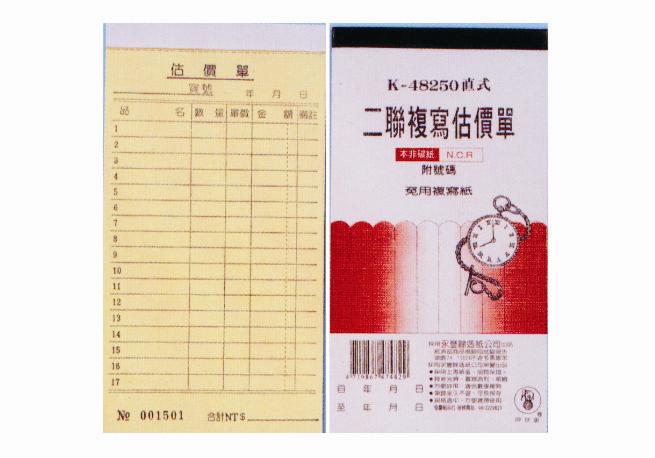 估價單
寶號
年 月 日
品 名 數 量 單價 金 額 備註
1
2
3
4
5
6
7
8
9
10
11
12
13
14
15
16
17
№ 001501 合計NT$
K-48250直式
二聯複寫估價單
本非碳紙 N.C.R
附號碼
免用複寫紙
自 年 月 日
至 年 月 日